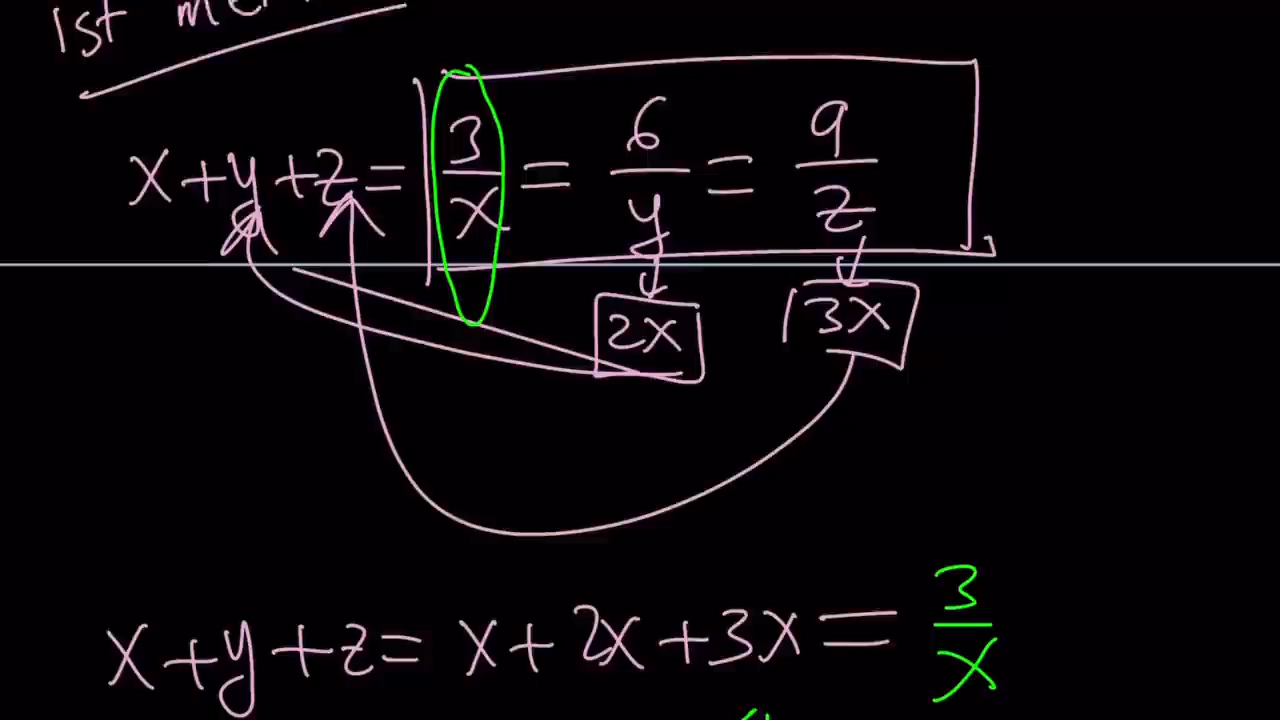 1st
x+y+z= 3/x = 6/y = 9/z
2x 3x
x+y+z= x+2x+3x = 3/x